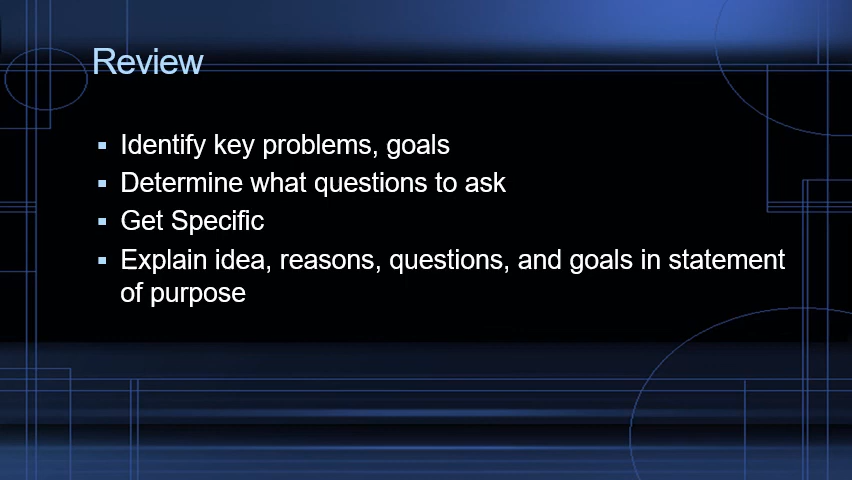 Review
Identify key problems, goals
Determine what questions to ask
Get Specific
Explain idea, reasons, questions, and goals in statement
of purpose